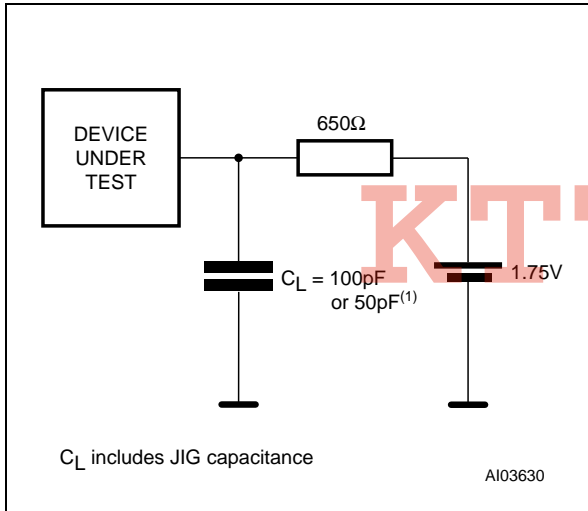 DEVICE
UNDER
TEST
650Ω
CL = 100pF
or 50pF(1)
1.75V
KT
CL includes JIG capacitance
AI03630